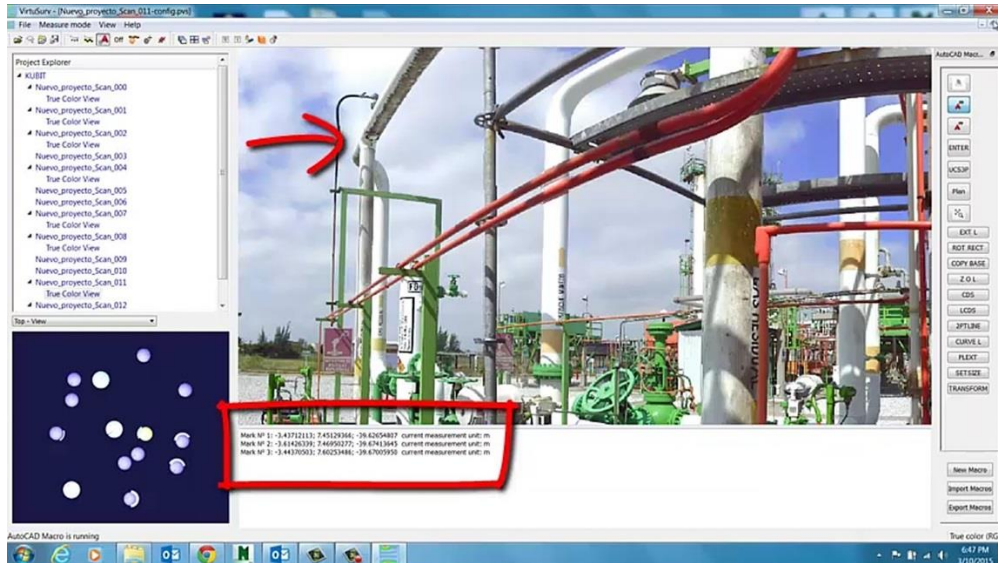 VirtuSurv - [Nuevo_proyecto_Scan_011-config.pvs]
File Measure mode View Help
Off
Project Explorer
KUBIT
Nuevo_proyecto_Scan_000
True Color View
Nuevo_proyecto_Scan_001
True Color View
Nuevo_proyecto_Scan_002
True Color View
Nuevo_proyecto_Scan_003
Nuevo_proyecto_Scan_004
True Color View
Nuevo_proyecto_Scan_005
Nuevo_proyecto_Scan_006
Nuevo_proyecto_Scan_007
True Color View
Nuevo_proyecto_Scan_008
True Color View
Nuevo_proyecto_Scan_009
Nuevo_proyecto_Scan_010
Nuevo_proyecto_Scan_011
True Color View
Nuevo_proyecto_Scan_012
Top - View
GAS RESIDUAL
Mark Nº 1: -3.43712113; 7.45129366; -39.62654807 current measurement unit: m
Mark Nº 2: -3.61426339; 7.46950277; -39.67413645 current measurement unit: m
Mark Nº 3: -3.44370503; 7.60253486; -39.67005950 current measurement unit: m
AutoCAD Macr...
ENTER
UCS3P
Plan
EXT L
ROT RECT
COPY BASE
Z O L
CDS
LCDS
2PTLINE
CURVE L
PLEXT
SETSIZE
TRANSFORM
New Macro
Import Macros
Export Macros
AutoCAD Macro is running
True color (RG
6:47 PM
3/10/2015